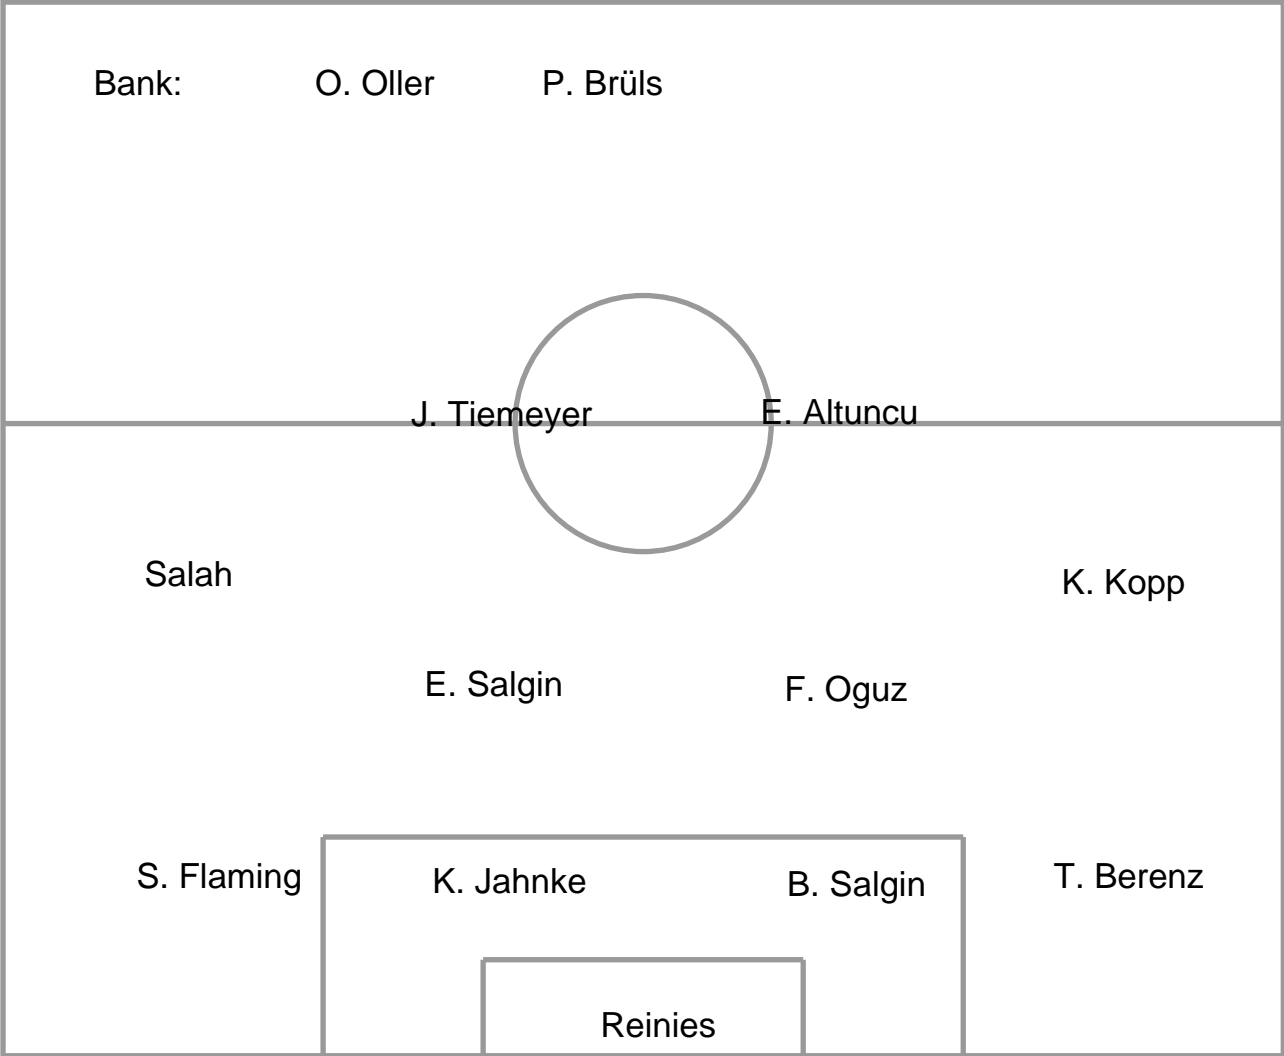 Bank: O. Oller P. Brüls
J. Tiemeyer E. Altuncu
Salah K. Kopp
E. Salgin F. Oguz
S. Flaming K. Jahnke B. Salgin T. Berenz
Reinies